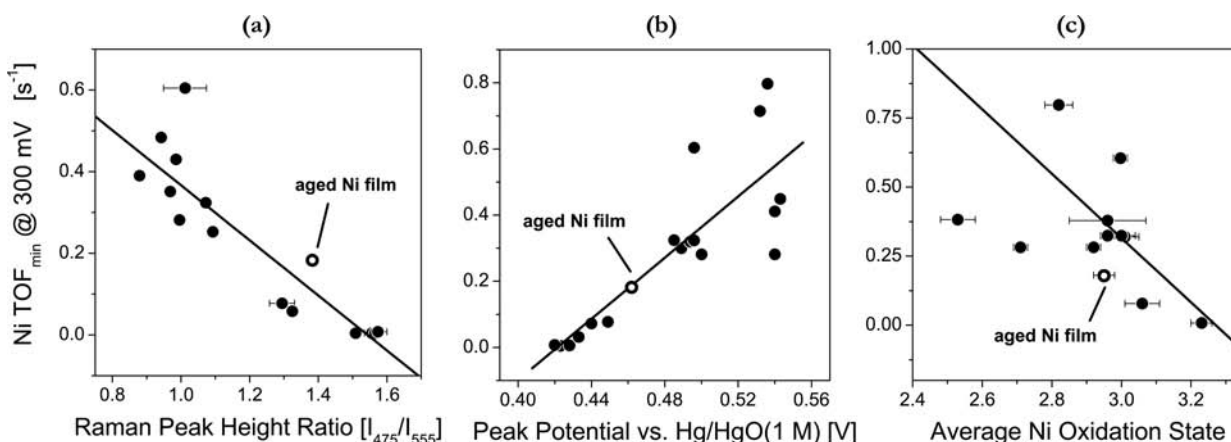 (a) (b) (c)
Ni TOF_min @ 300 mV [s⁻¹]
0.6
0.4
0.2
0.0
0.8 1.0 1.2 1.4 1.6
aged Ni film
Raman Peak Height Ratio [I_475/I_555]
0.8
0.6
0.4
0.2
0.0
0.40 0.44 0.48 0.52 0.56
aged Ni film
Peak Potential vs. Hg/HgO(1 M) [V]
1.00
0.75
0.50
0.25
0.00
2.4 2.6 2.8 3.0 3.2
aged Ni film
Average Ni Oxidation State